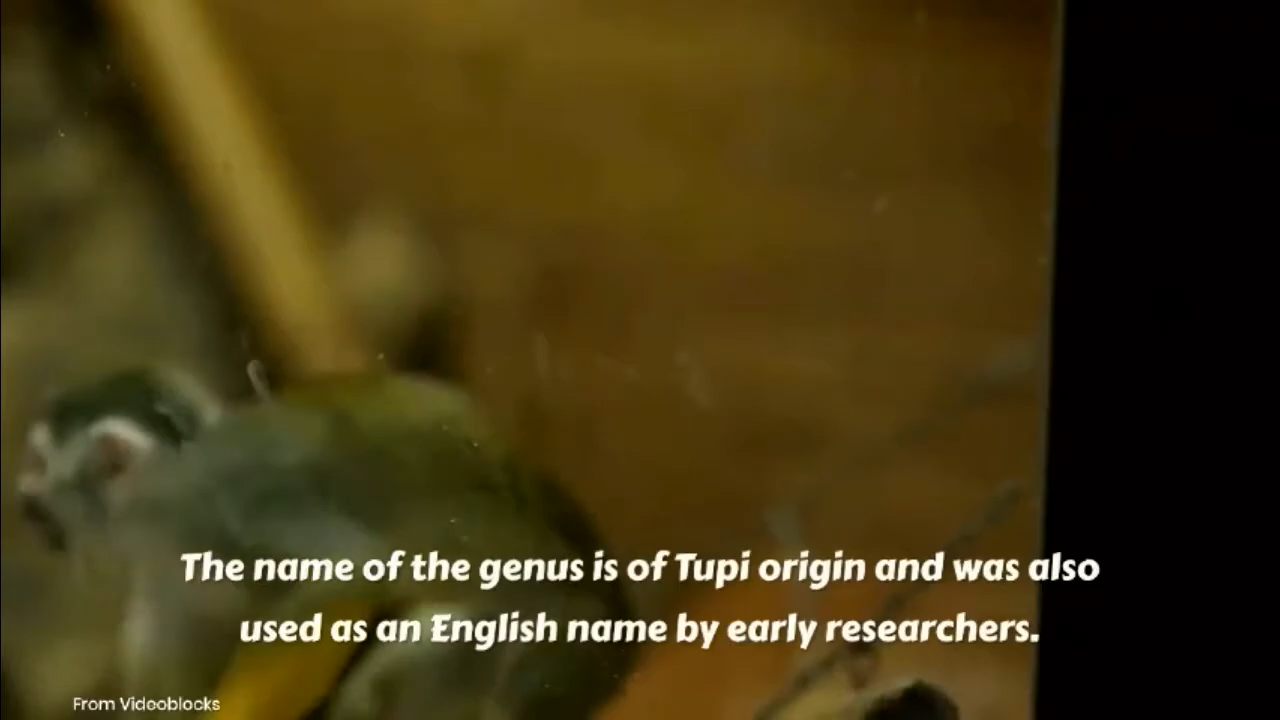 The name of the genus is of Tupi origin and was also
used as an English name by early researchers.
From Videoblocks